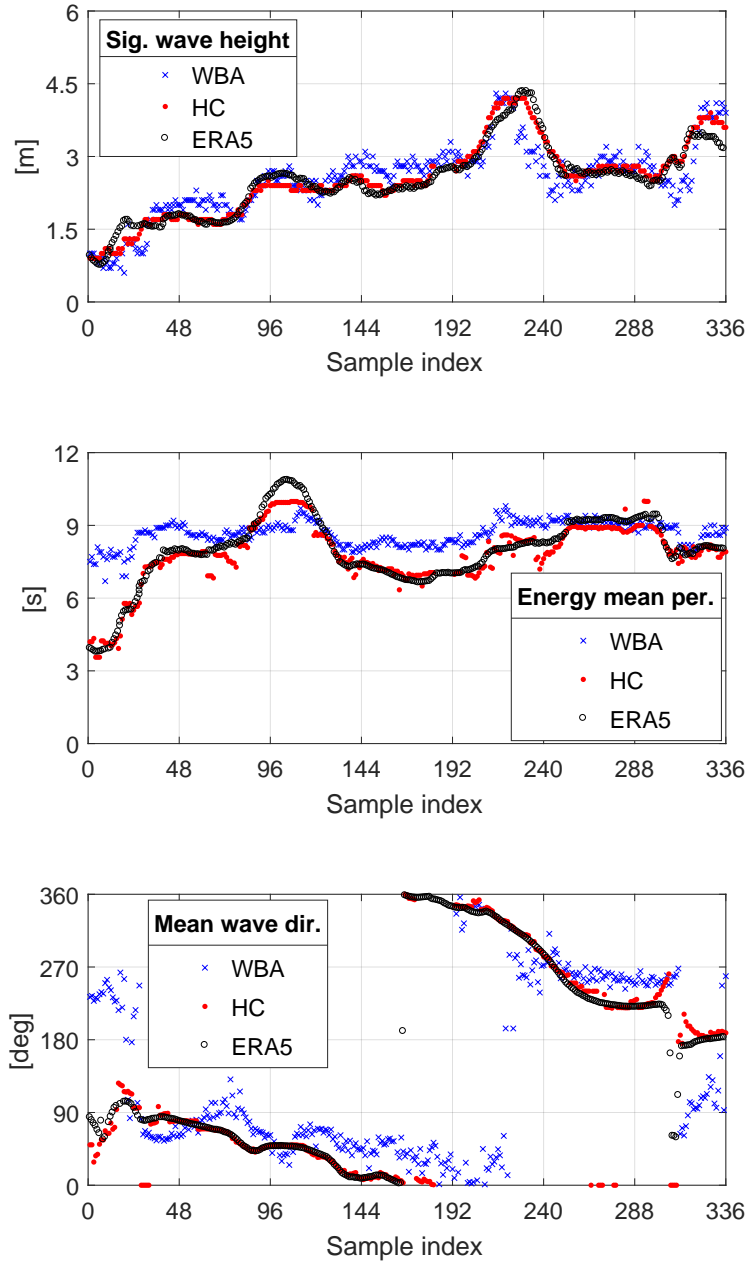 6
4.5
3
1.5
0
[m]
Sig. wave height
WBA
HC
ERA5
0 48 96 144 192 240 288 336
Sample index
12
9
6
3
0
[s]
Energy mean per.
WBA
HC
ERA5
0 48 96 144 192 240 288 336
Sample index
360
270
180
90
0
[deg]
Mean wave dir.
WBA
HC
ERA5
0 48 96 144 192 240 288 336
Sample index